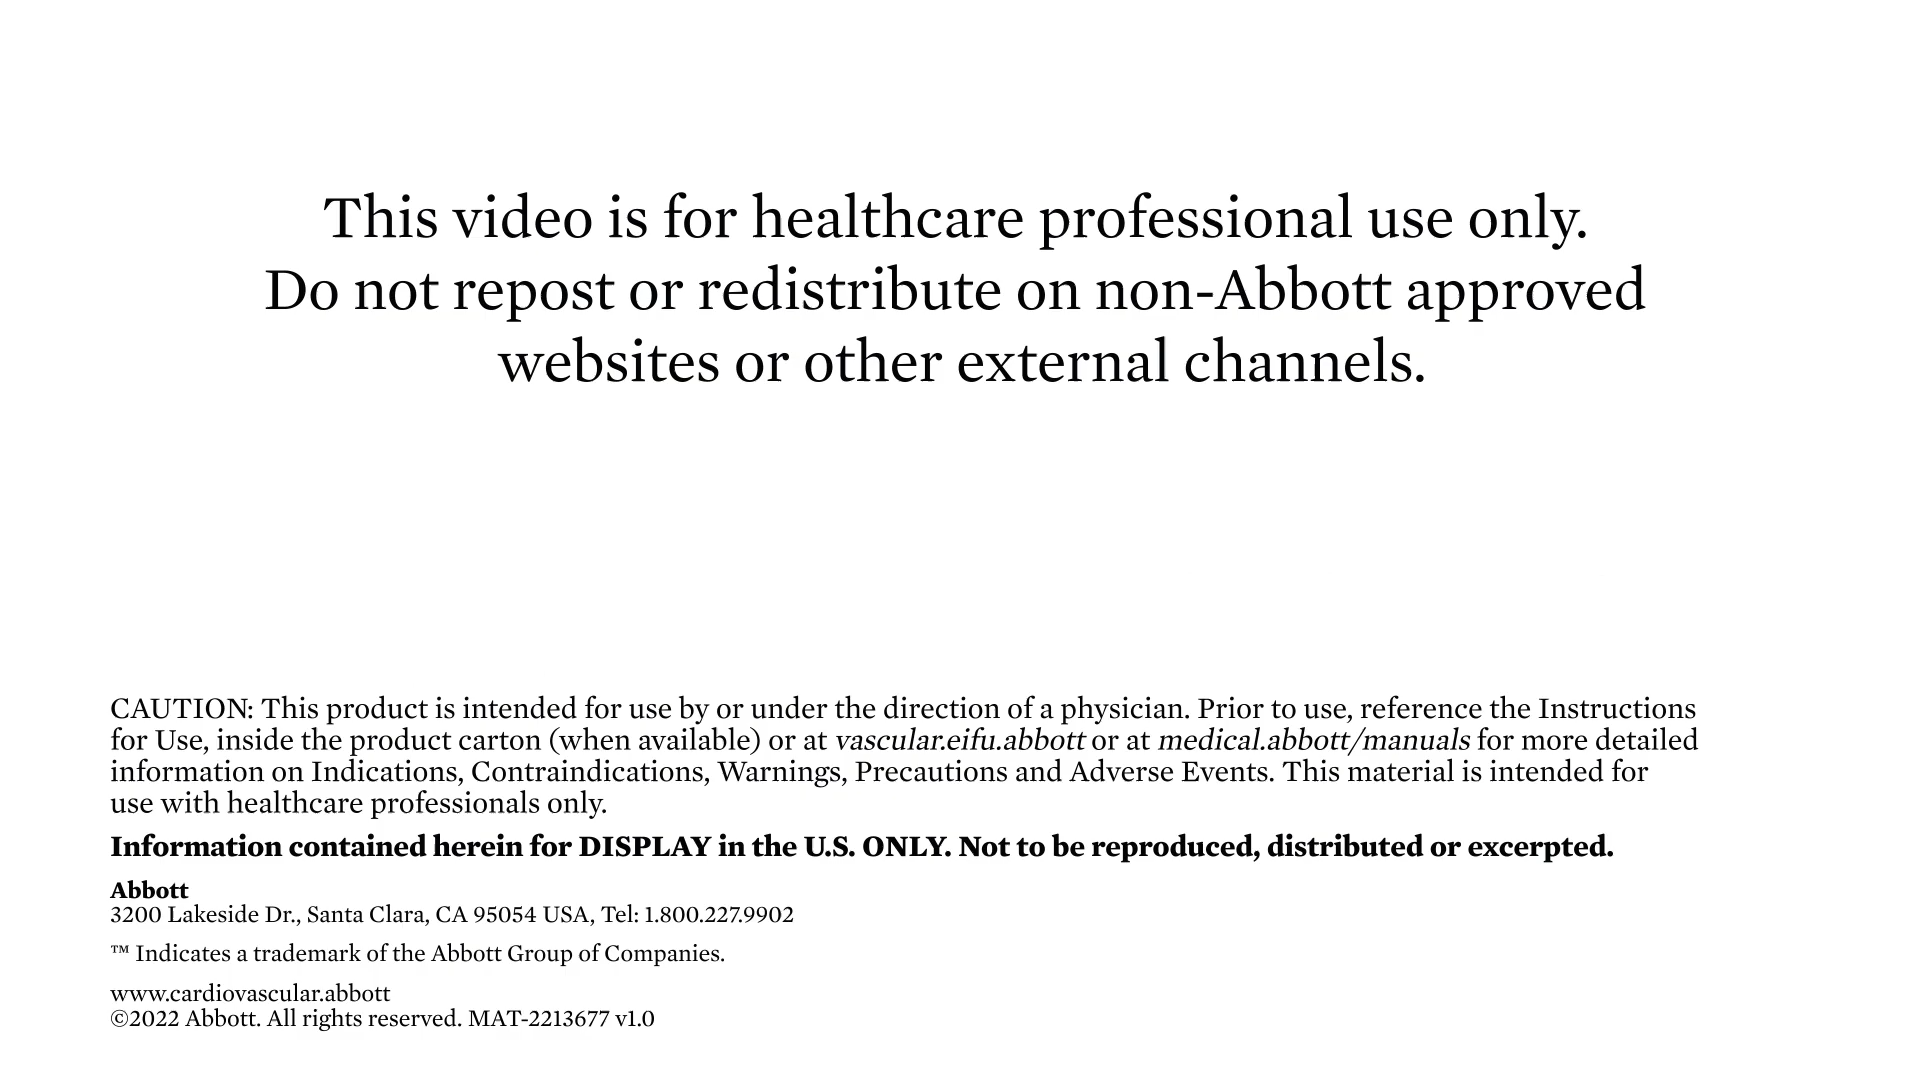 This video is for healthcare professional use only.
Do not repost or redistribute on non-Abbott approved
websites or other external channels.
CAUTION: This product is intended for use by or under the direction of a physician. Prior to use, reference the Instructions
for Use, inside the product carton (when available) or at vascular.eifu.abbott or at medical.abbott/manuals for more detailed
information on Indications, Contraindications, Warnings, Precautions and Adverse Events. This material is intended for
use with healthcare professionals only.
Information contained herein for DISPLAY in the U.S. ONLY. Not to be reproduced, distributed or excerpted.
Abbott
3200 Lakeside Dr., Santa Clara, CA 95054 USA, Tel: 1.800.227.9902
™ Indicates a trademark of the Abbott Group of Companies.
www.cardiovascular.abbott
©2022 Abbott. All rights reserved. MAT-2213677 v1.0